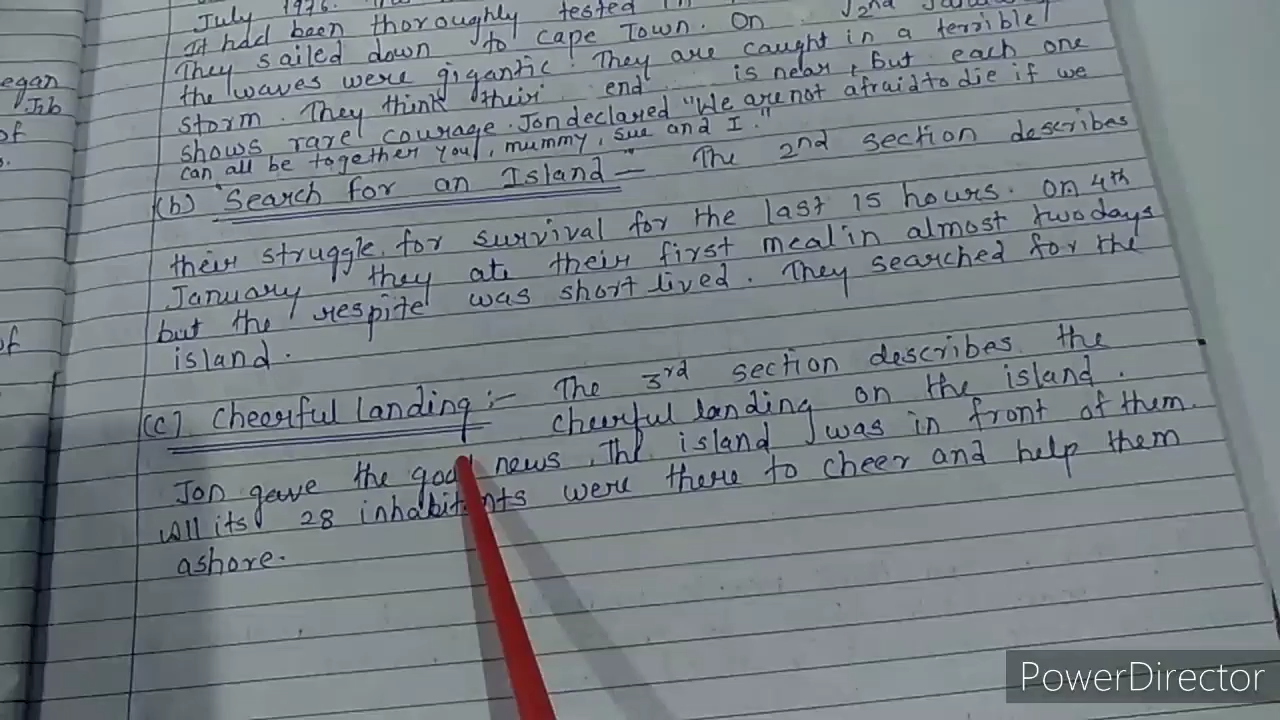 July 1976.
It had been thoroughly tested in
They sailed down to Cape Town. On 2nd
the waves were gigantic. They are caught in a terrible
storm. They think their end is near, But each one
shows rare courage. Jon declared "We are not afraid to die if we
can all be together you, mummy, sue and I."
(b) "Search for an Island" - The 2nd section describes
their struggle for survival for the last 15 hours. On 4th
January they ate their first meal in almost two days
but the respite was short lived. They searched for the
island.
(c) Cheerful Landing :- The 3rd section describes the
cheerful landing on the island.
Jon gave the good news. The island was in front of them.
All its 28 inhabitants were there to cheer and help them
ashore.
egan
Job
of
of
PowerDirector